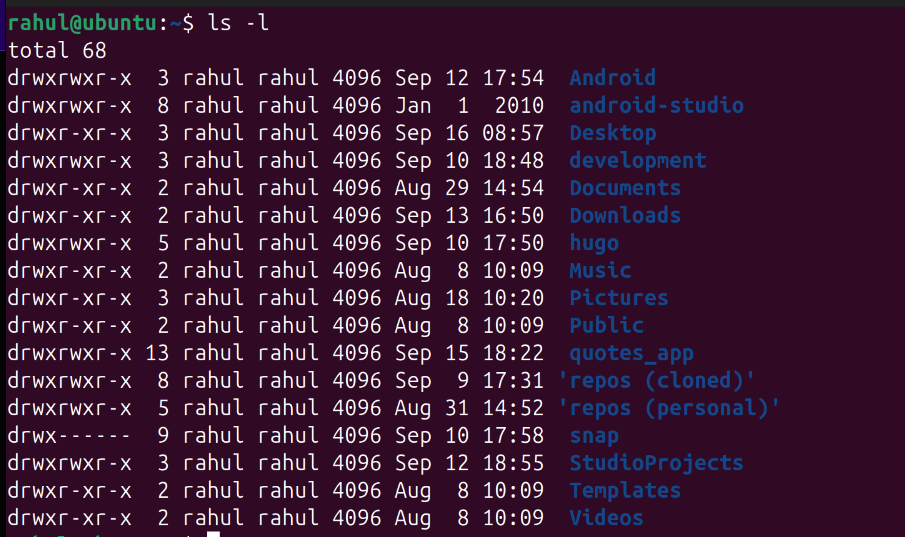 rahul@ubuntu:~$ ls -l
total 68
drwxrwxr-x  3 rahul rahul 4096 Sep 12 17:54  Android
drwxrwxr-x  8 rahul rahul 4096 Jan  1  2010  android-studio
drwxr-xr-x  3 rahul rahul 4096 Sep 16 08:57  Desktop
drwxrwxr-x  3 rahul rahul 4096 Sep 10 18:48  development
drwxr-xr-x  2 rahul rahul 4096 Aug 29 14:54  Documents
drwxr-xr-x  2 rahul rahul 4096 Sep 13 16:50  Downloads
drwxrwxr-x  5 rahul rahul 4096 Sep 10 17:50  hugo
drwxr-xr-x  2 rahul rahul 4096 Aug  8 10:09  Music
drwxr-xr-x  3 rahul rahul 4096 Aug 18 10:20  Pictures
drwxr-xr-x  2 rahul rahul 4096 Aug  8 10:09  Public
drwxrwxr-x 13 rahul rahul 4096 Sep 15 18:22  quotes_app
drwxrwxr-x  8 rahul rahul 4096 Sep  9 17:31 'repos (cloned)'
drwxrwxr-x  5 rahul rahul 4096 Aug 31 14:52 'repos (personal)'
drwx------  9 rahul rahul 4096 Sep 10 17:58  snap
drwxrwxr-x  3 rahul rahul 4096 Sep 12 18:55  StudioProjects
drwxr-xr-x  2 rahul rahul 4096 Aug  8 10:09  Templates
drwxr-xr-x  2 rahul rahul 4096 Aug  8 10:09  Videos